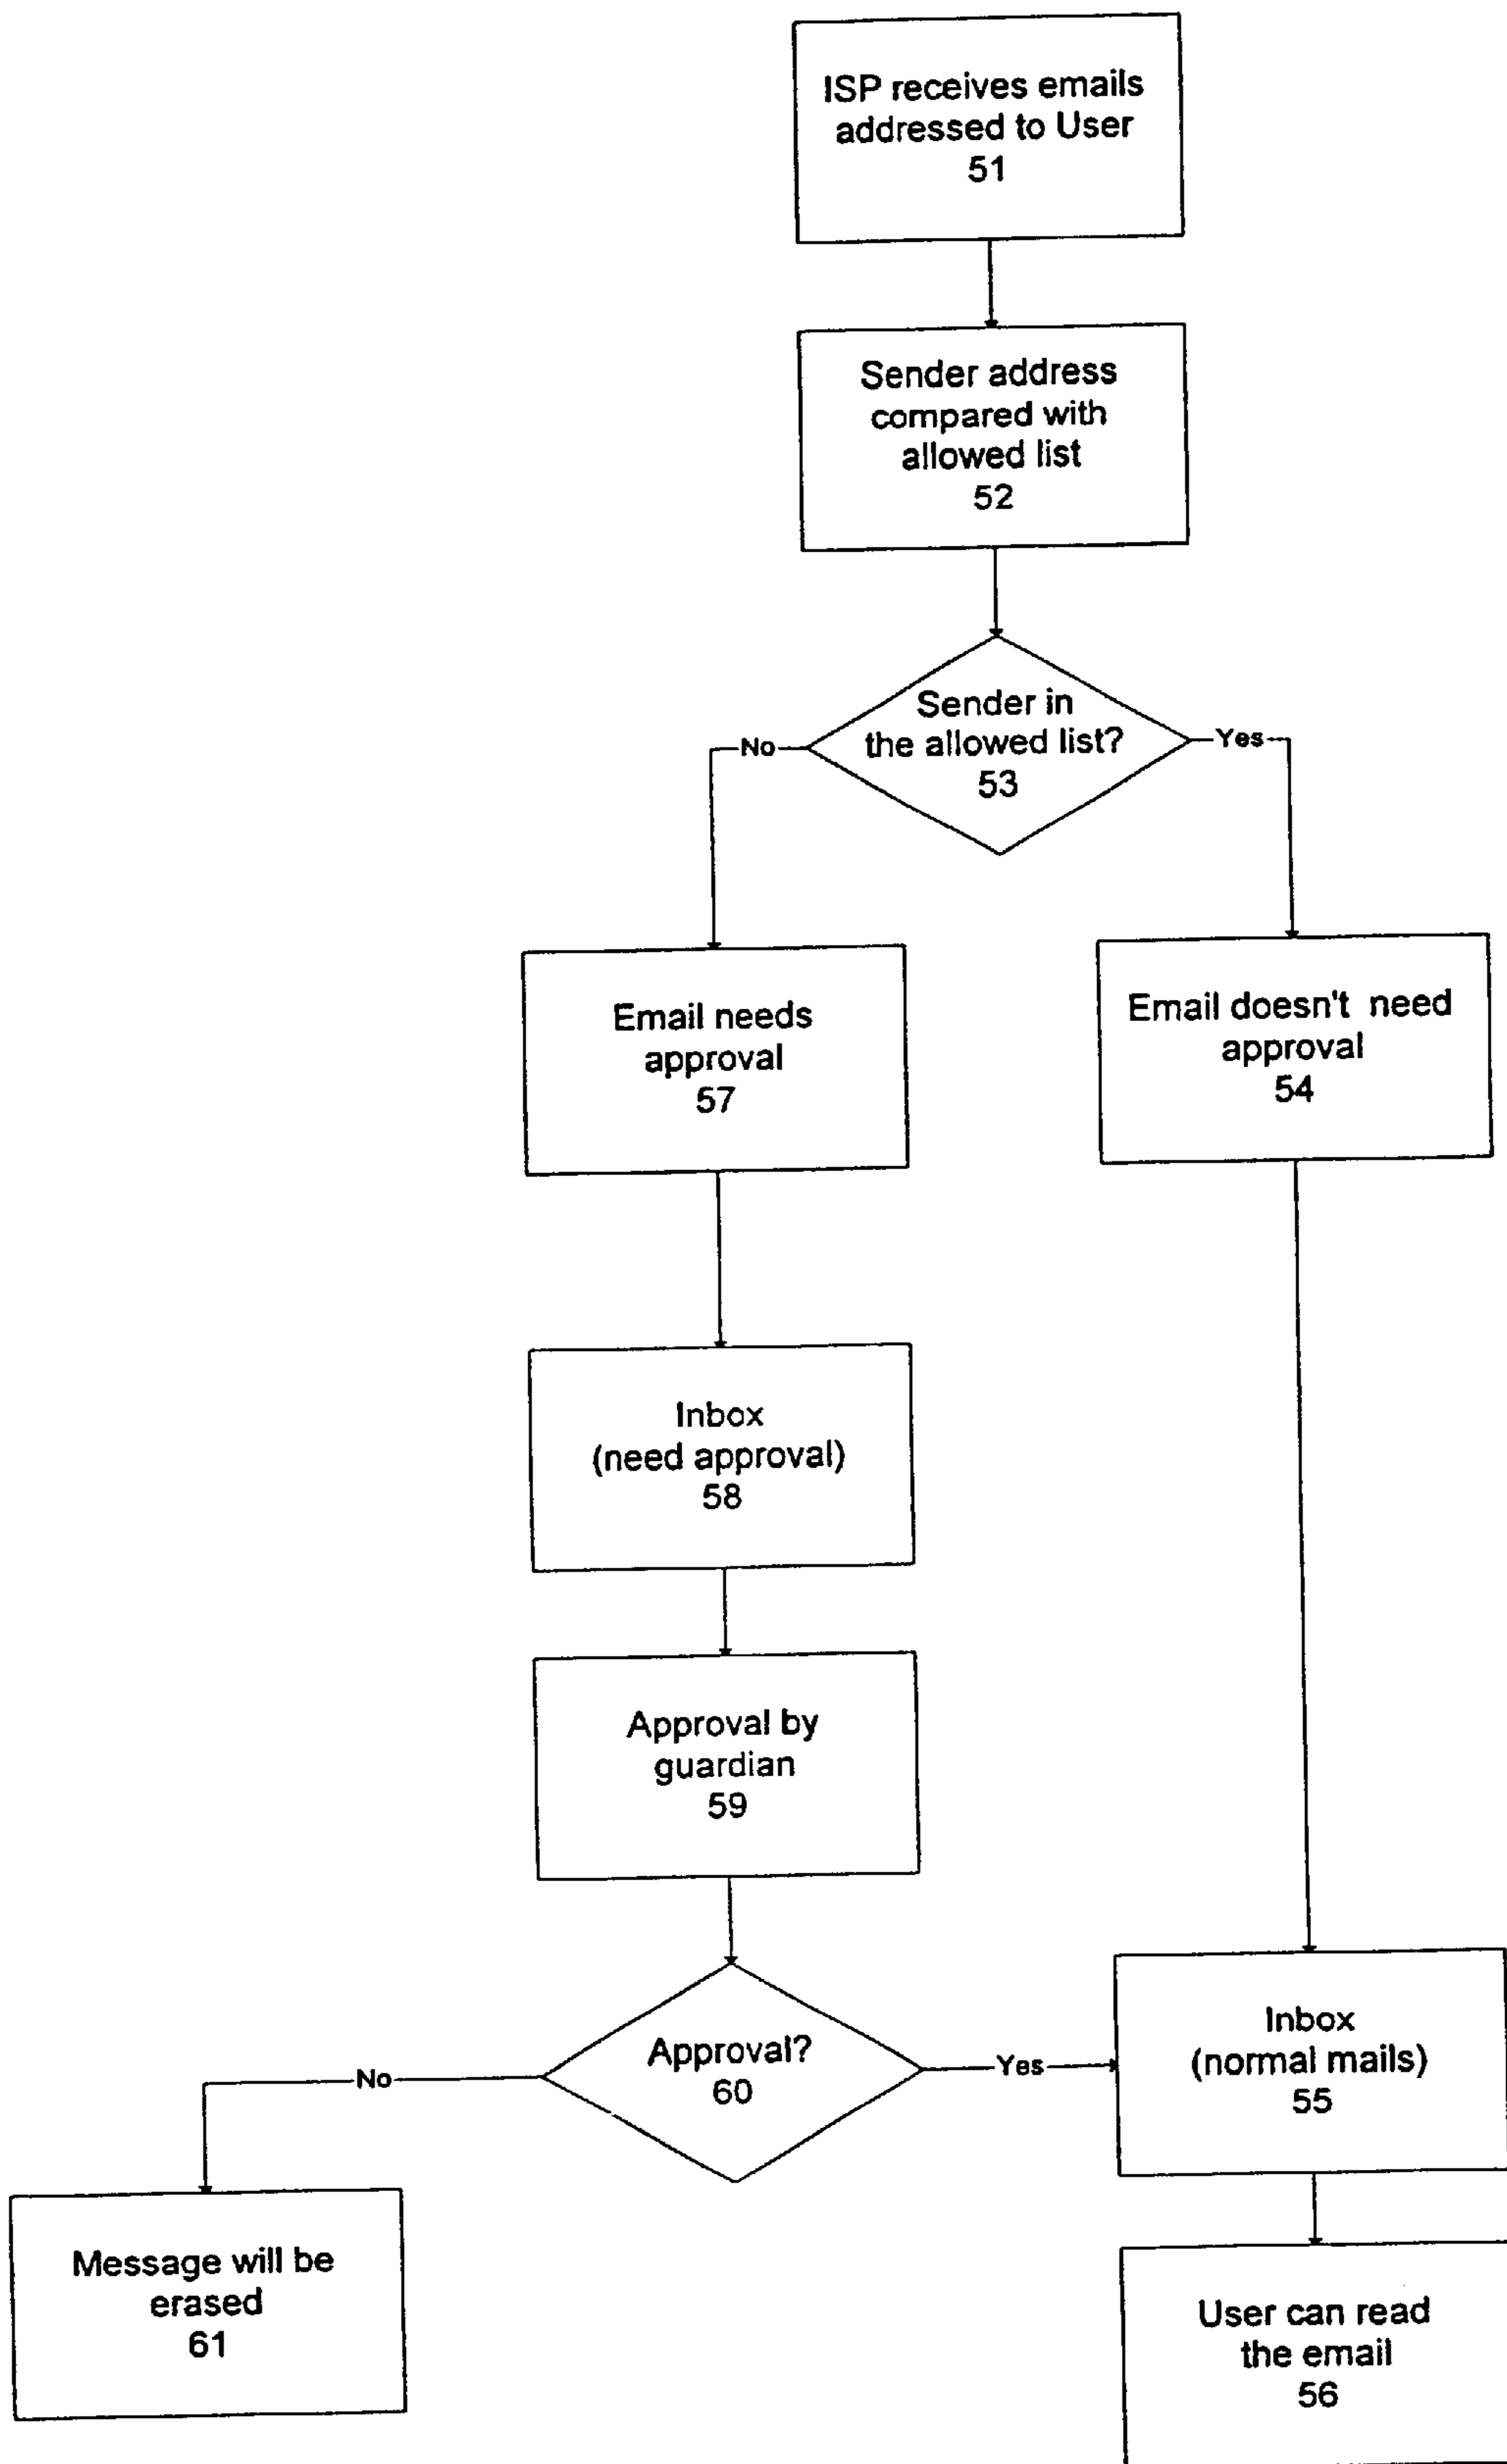 ISP receives emails
addressed to User
51
Sender address
compared with
allowed list
52
Sender in
the allowed list?
53
No
Yes
Email needs
approval
57
Email doesn't need
approval
54
Inbox
(need approval)
58
Approval by
guardian
59
Approval?
60
No
Yes
Inbox
(normal mails)
55
Message will be
erased
61
User can read
the email
56